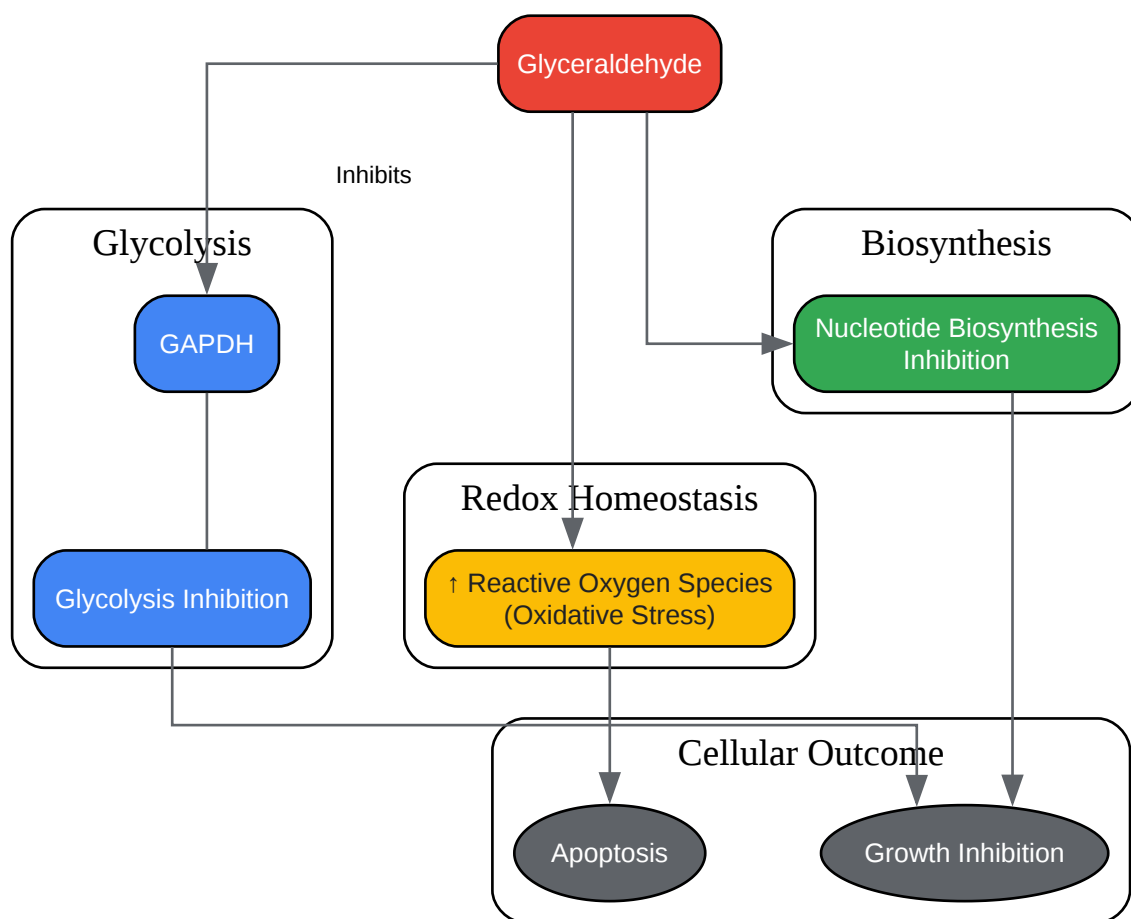 Glyceraldehyde
Inhibits
Glycolysis
Biosynthesis
GAPDH
Nucleotide Biosynthesis
Inhibition
Redox Homeostasis
Glycolysis Inhibition
↑ Reactive Oxygen Species
(Oxidative Stress)
Cellular Outcome
Apoptosis
Growth Inhibition